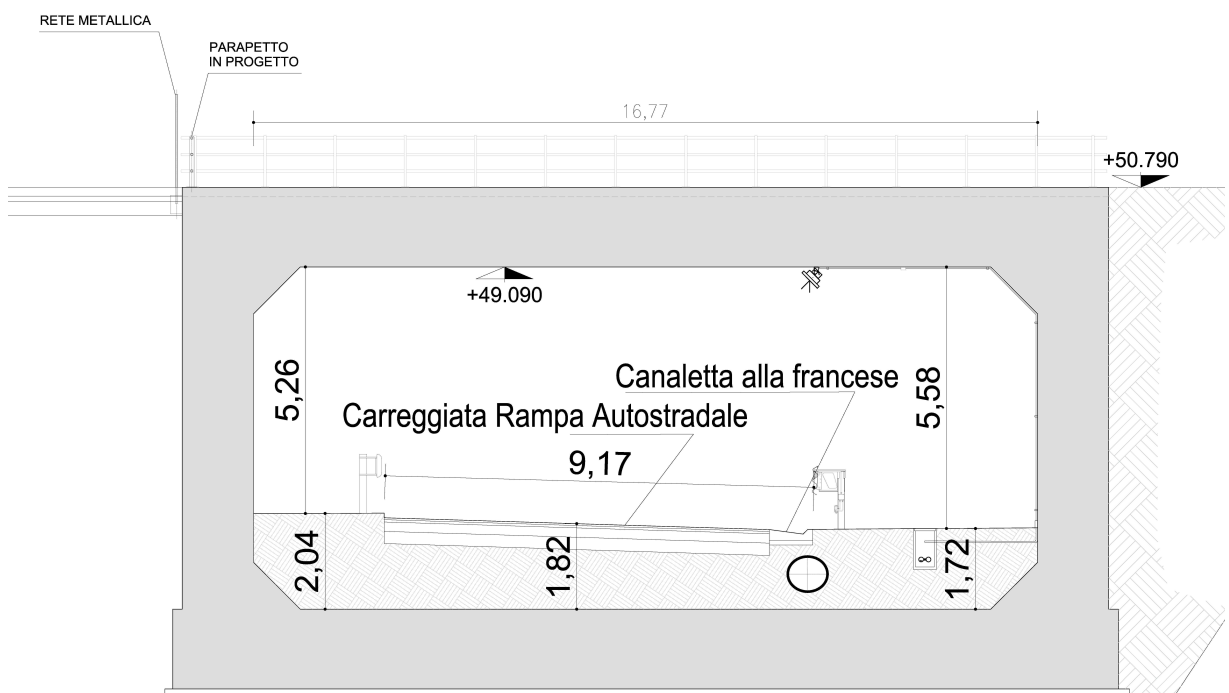 RETE METALLICA
PARAPETTO
IN PROGETTO
16,77
+50.790
+49.090
5,26
Canaletta alla francese
5,58
Carreggiata Rampa Autostradale
9,17
2,04
1,82
1,72